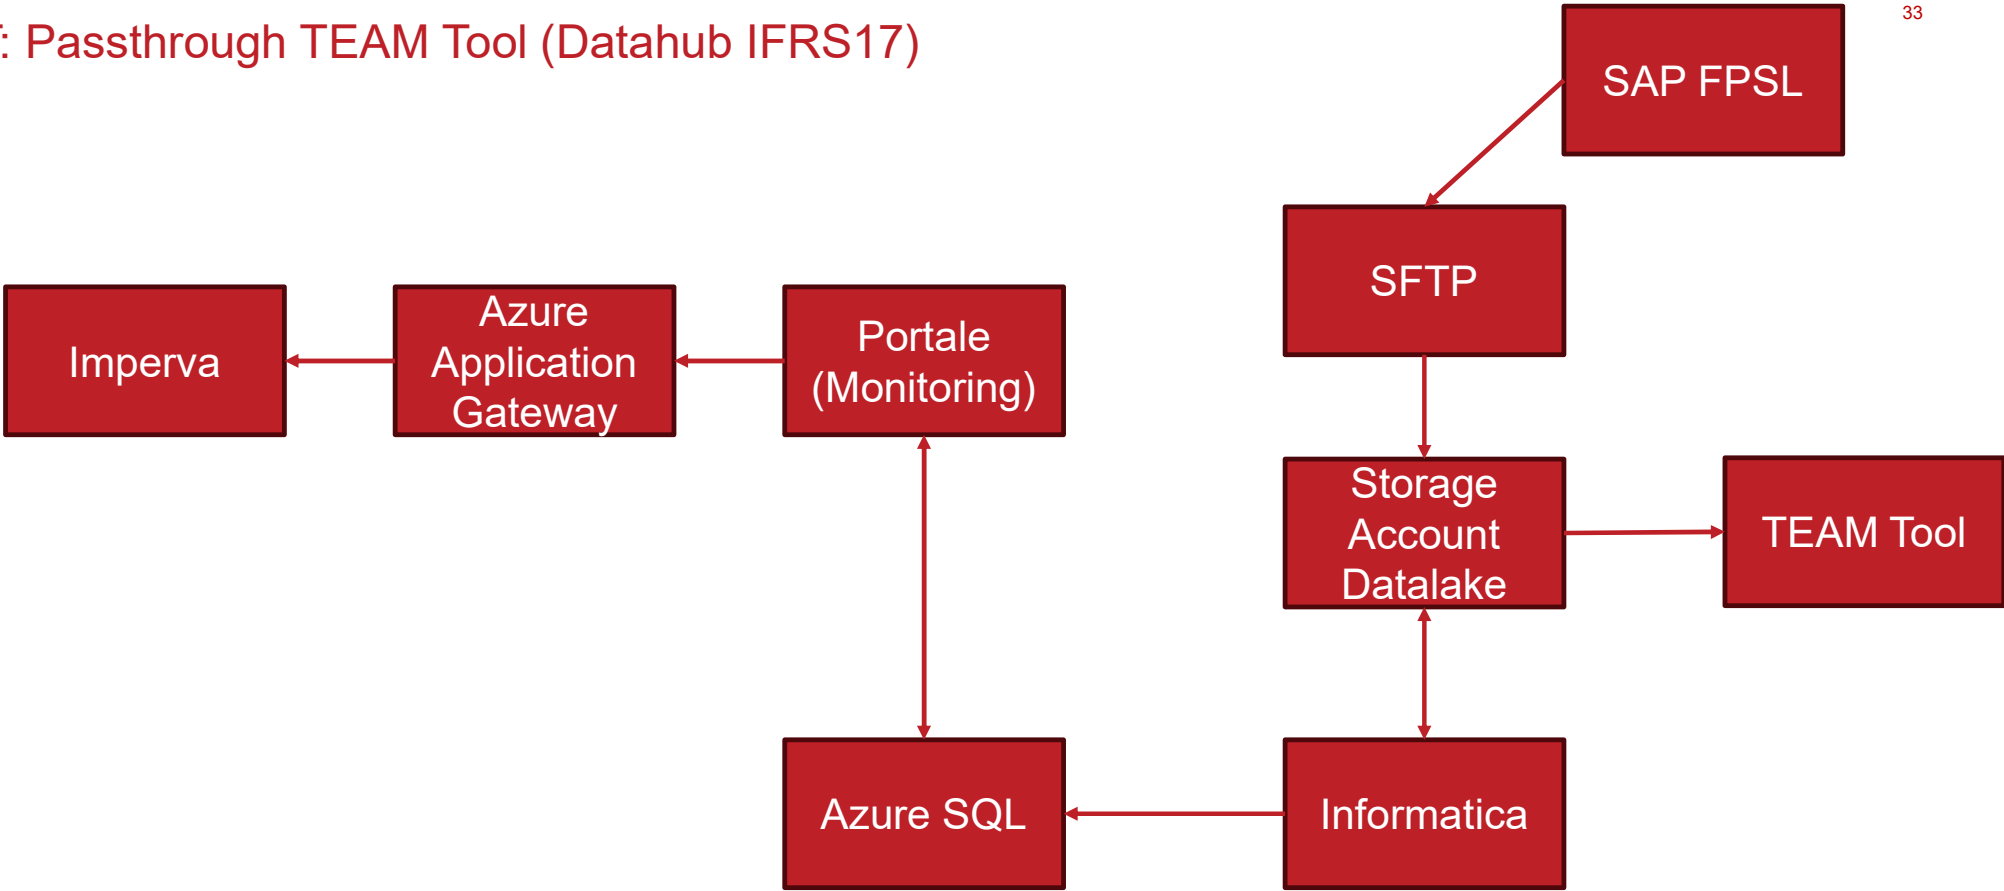 : Passthrough TEAM Tool (Datahub IFRS17)
33
SAP FPSL
SFTP
Imperva
Azure
Application
Gateway
Portale
(Monitoring)
Storage
Account
Datalake
TEAM Tool
Azure SQL
Informatica